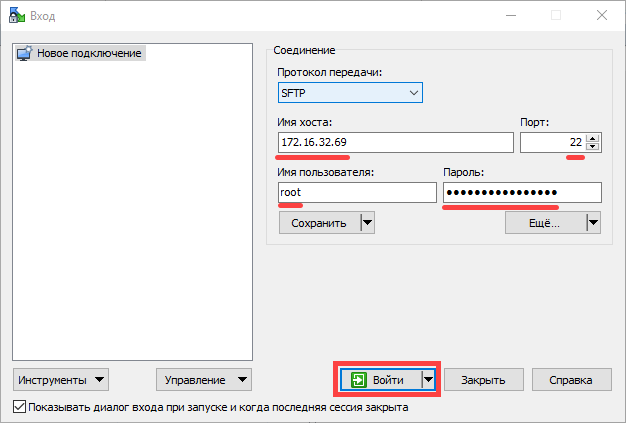 Вход
Новое подключение
Соединение
Протокол передачи:
SFTP
Имя хоста: Порт:
172.16.32.69 22
Имя пользователя: Пароль:
root ●●●●●●●●●●●●●●●●
Сохранить Ещё...
Инструменты Управление Войти Закрыть Справка
Показывать диалог входа при запуске и когда последняя сессия закрыта